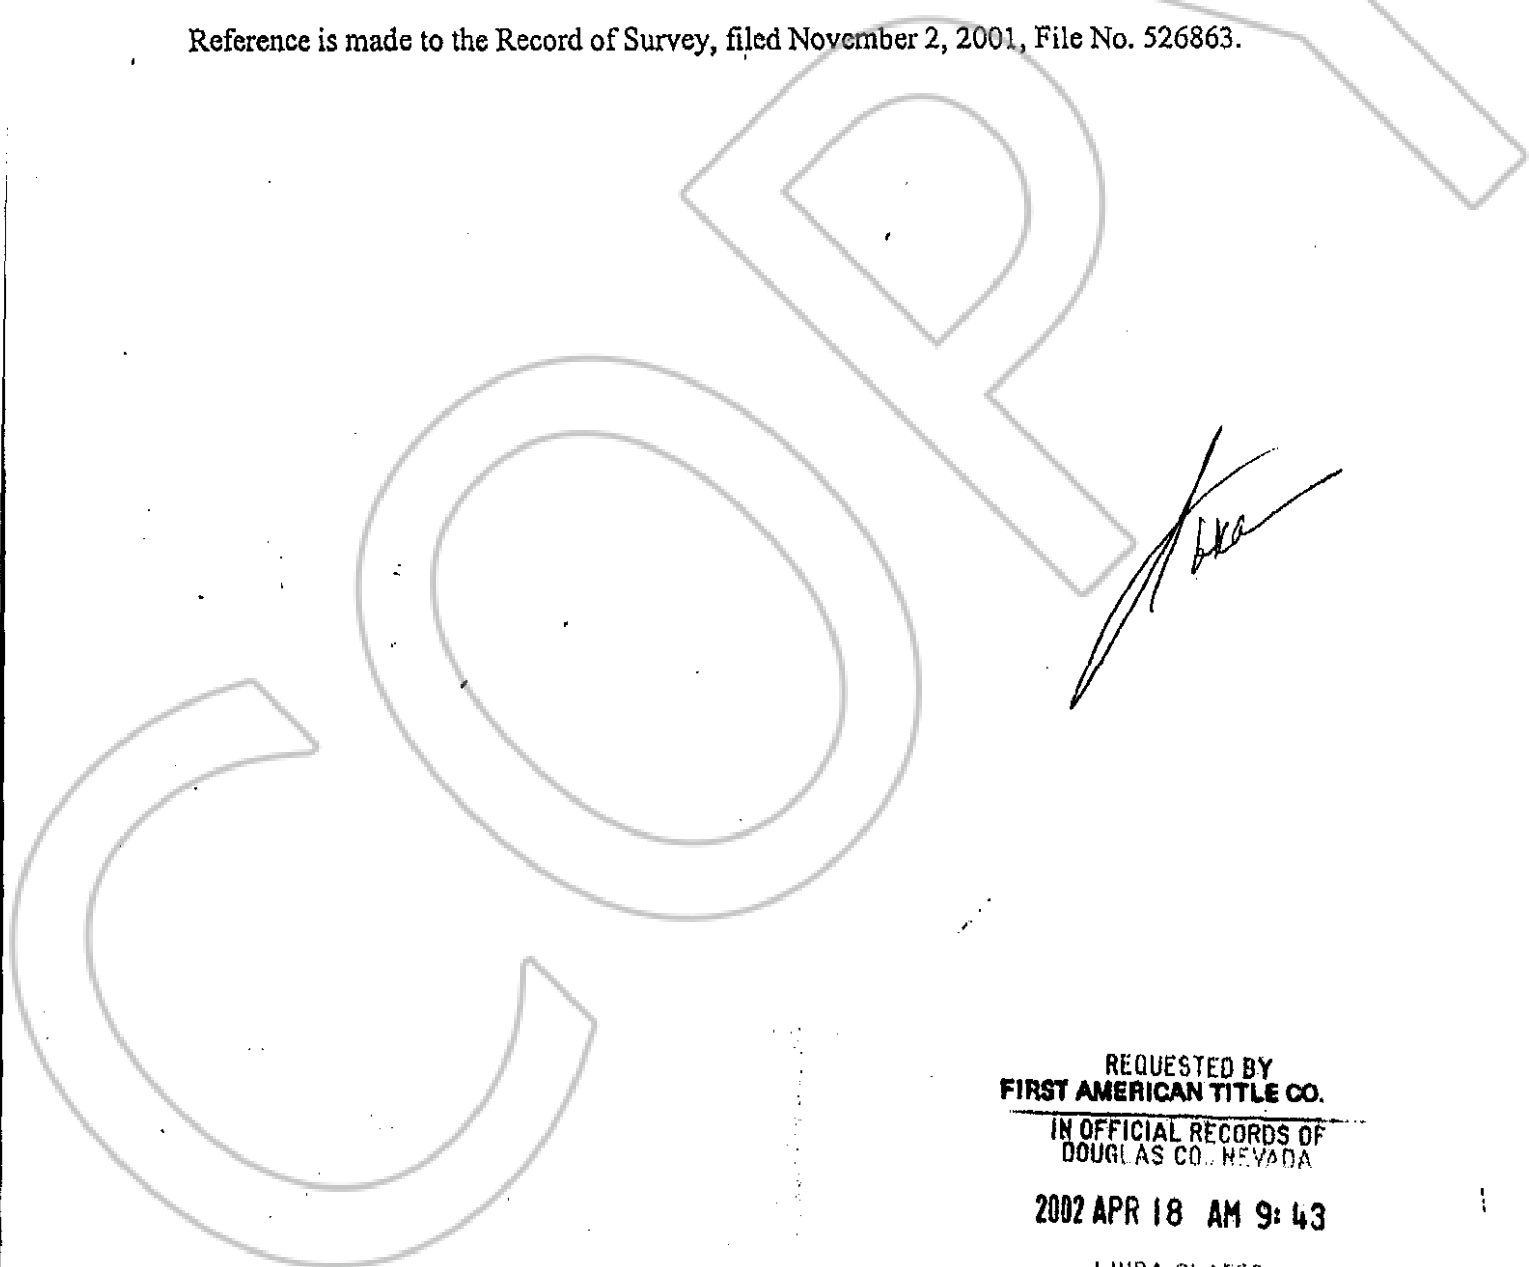 Reference is made to the Record of Survey, filed November 2, 2001, File No. 526863.
COPY
REQUESTED BY
FIRST AMERICAN TITLE CO.
IN OFFICIAL RECORDS OF
DOUGLAS CO., NEVADA
2002 APR 18 AM 9:43